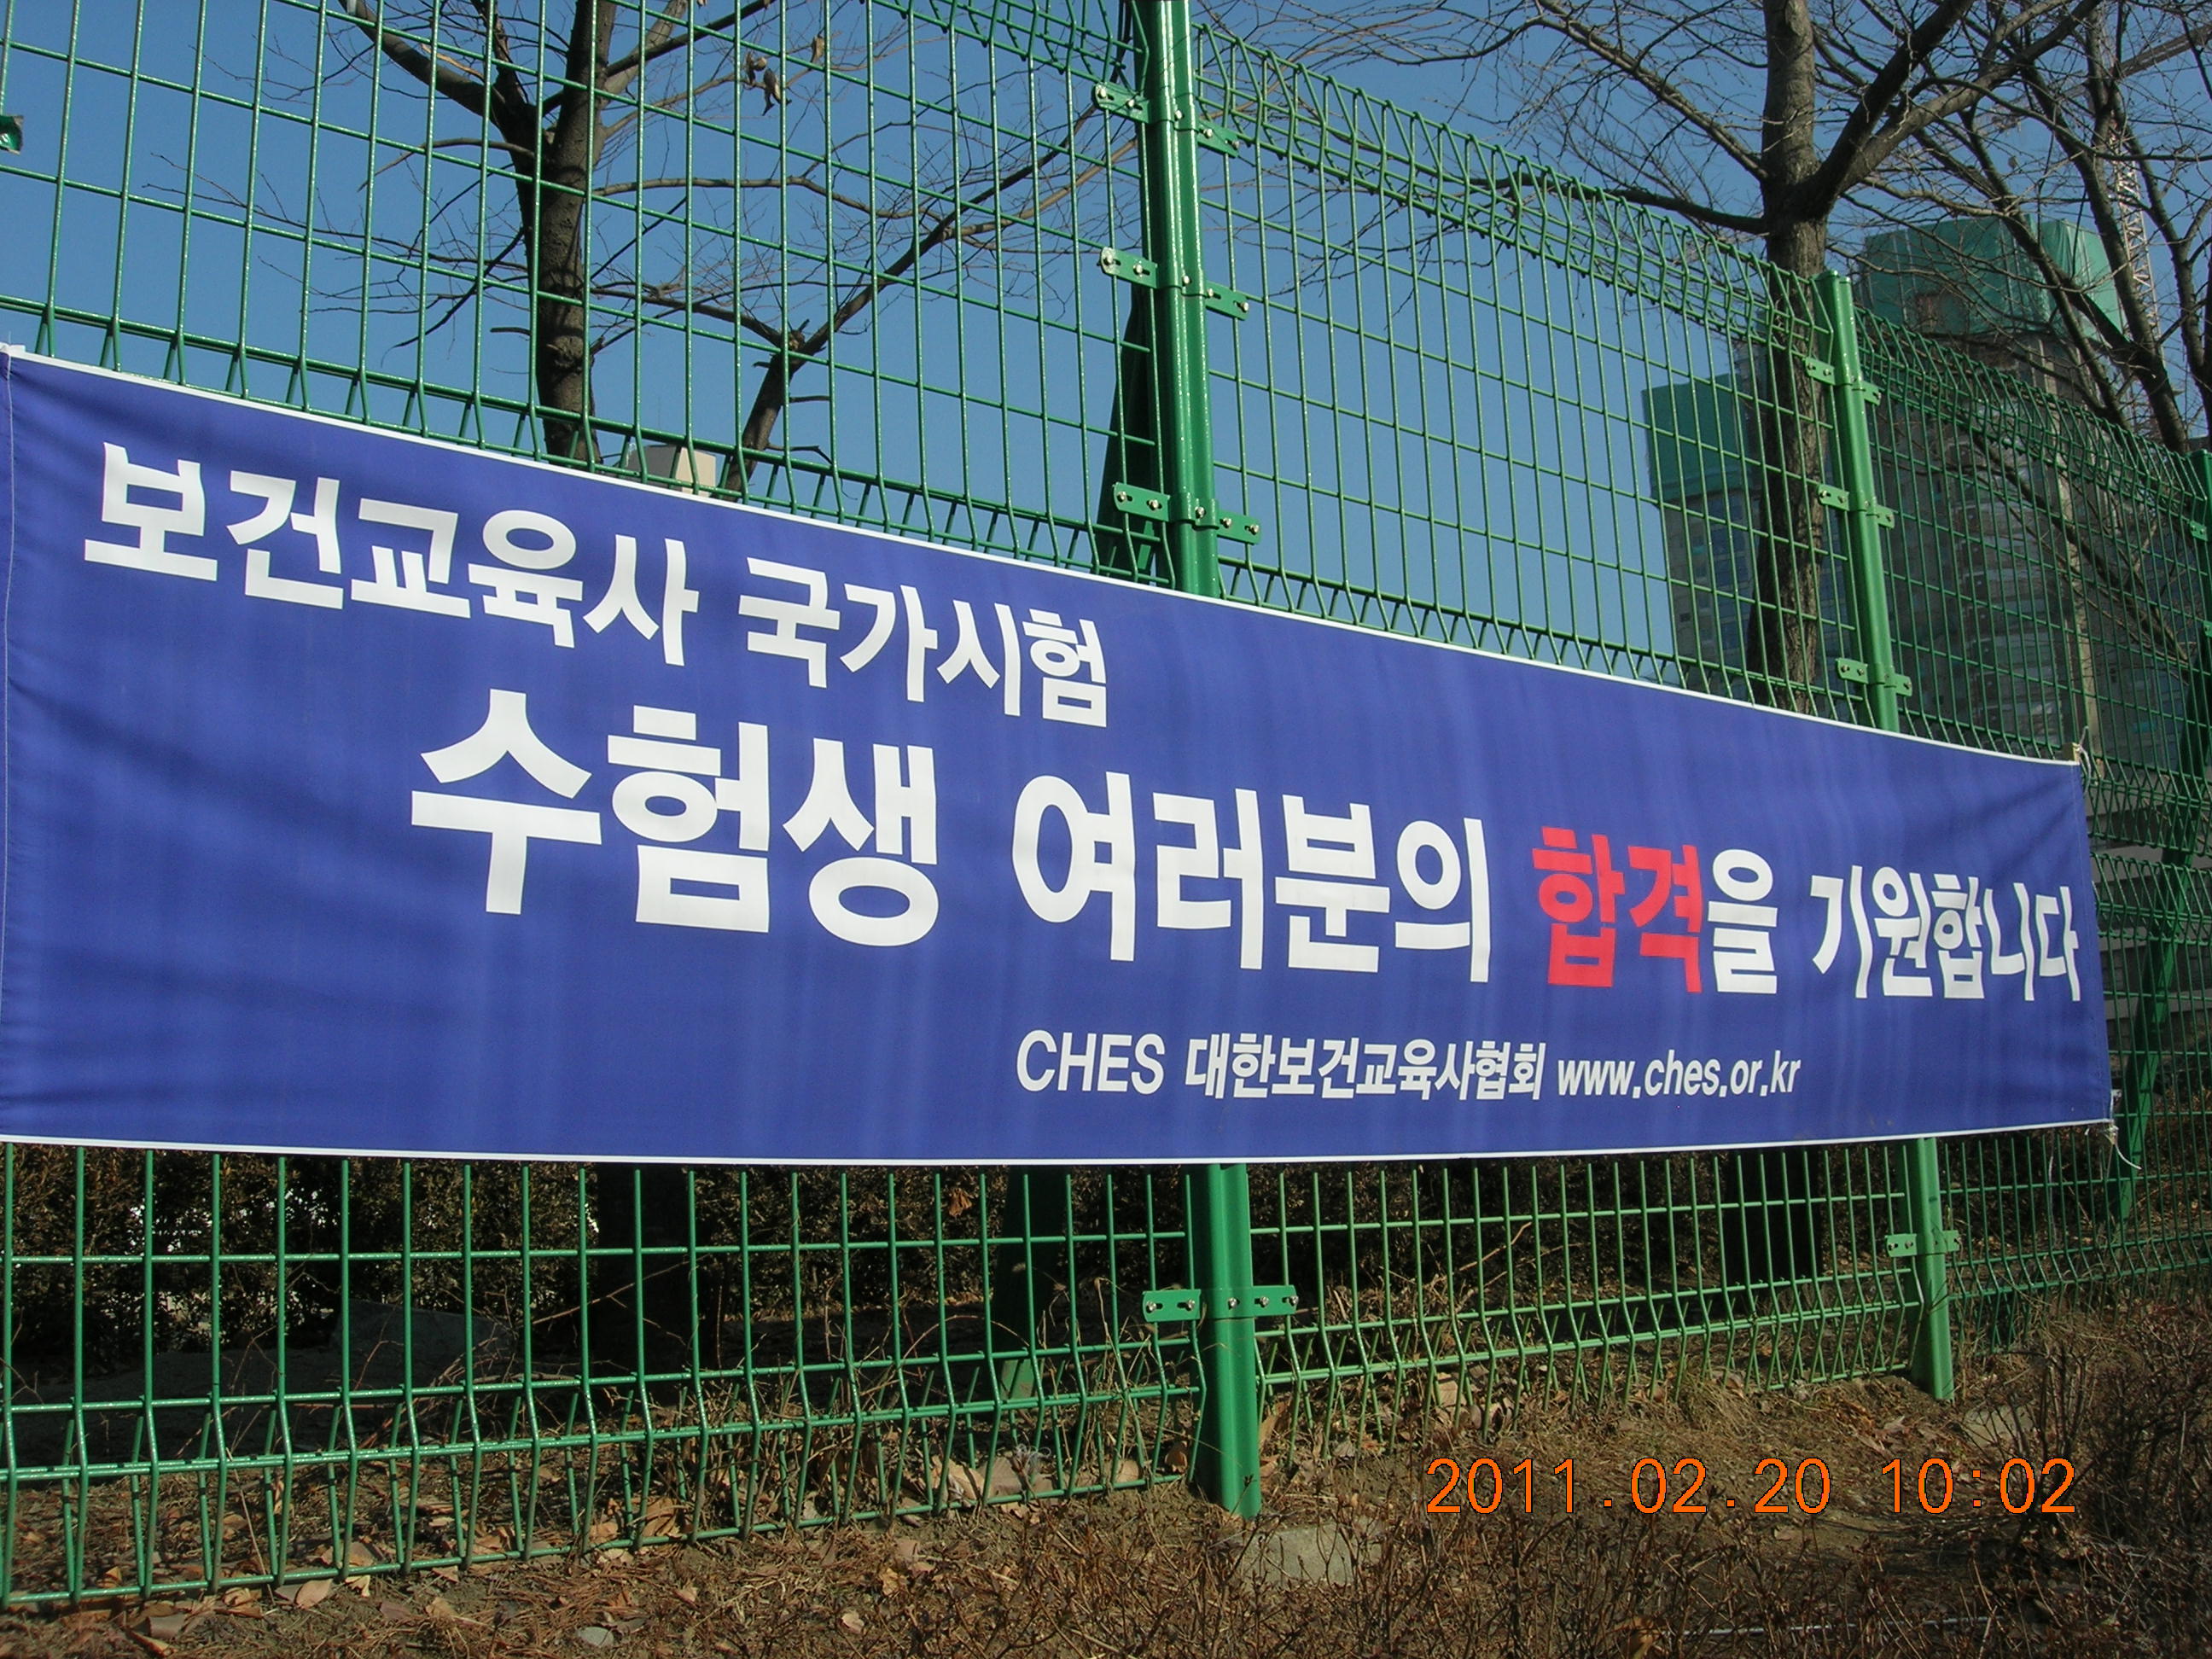 보건교육사 국가시험
수험생 여러분의 합격을 기원합니다
CHES 대한보건교육사협회 www.ches.or.kr
2011.02.20 10:02